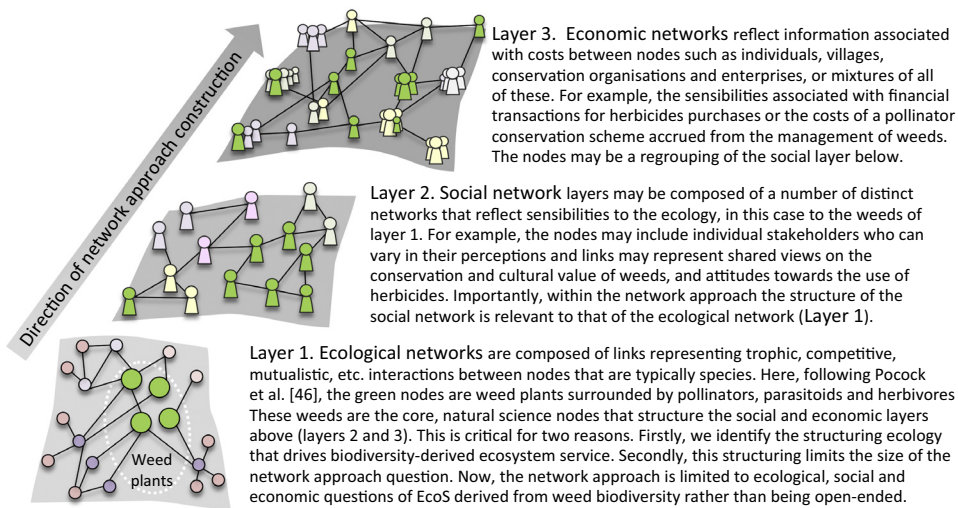 Direction of network approach construction
Layer 3. Economic networks reflect information associated
with costs between nodes such as individuals, villages,
conservation organisations and enterprises, or mixtures of all
of these. For example, the sensibilities associated with financial
transactions for herbicides purchases or the costs of a pollinator
conservation scheme accrued from the management of weeds.
The nodes may be a regrouping of the social layer below.
Layer 2. Social network layers may be composed of a number of distinct
networks that reflect sensibilities to the ecology, in this case to the weeds of
layer 1. For example, the nodes may include individual stakeholders who can
vary in their perceptions and links may represent shared views on the
conservation and cultural value of weeds, and attitudes towards the use of
herbicides. Importantly, within the network approach the structure of the
social network is relevant to that of the ecological network (Layer 1).
Layer 1. Ecological networks are composed of links representing trophic, competitive,
mutualistic, etc. interactions between nodes that are typically species. Here, following Pocock
et al. [46], the green nodes are weed plants surrounded by pollinators, parasitoids and herbivores
These weeds are the core, natural science nodes that structure the social and economic layers
above (layers 2 and 3). This is critical for two reasons. Firstly, we identify the structuring ecology
that drives biodiversity-derived ecosystem service. Secondly, this structuring limits the size of the
network approach question. Now, the network approach is limited to ecological, social and
economic questions of EcoS derived from weed biodiversity rather than being open-ended.
Weed
plants